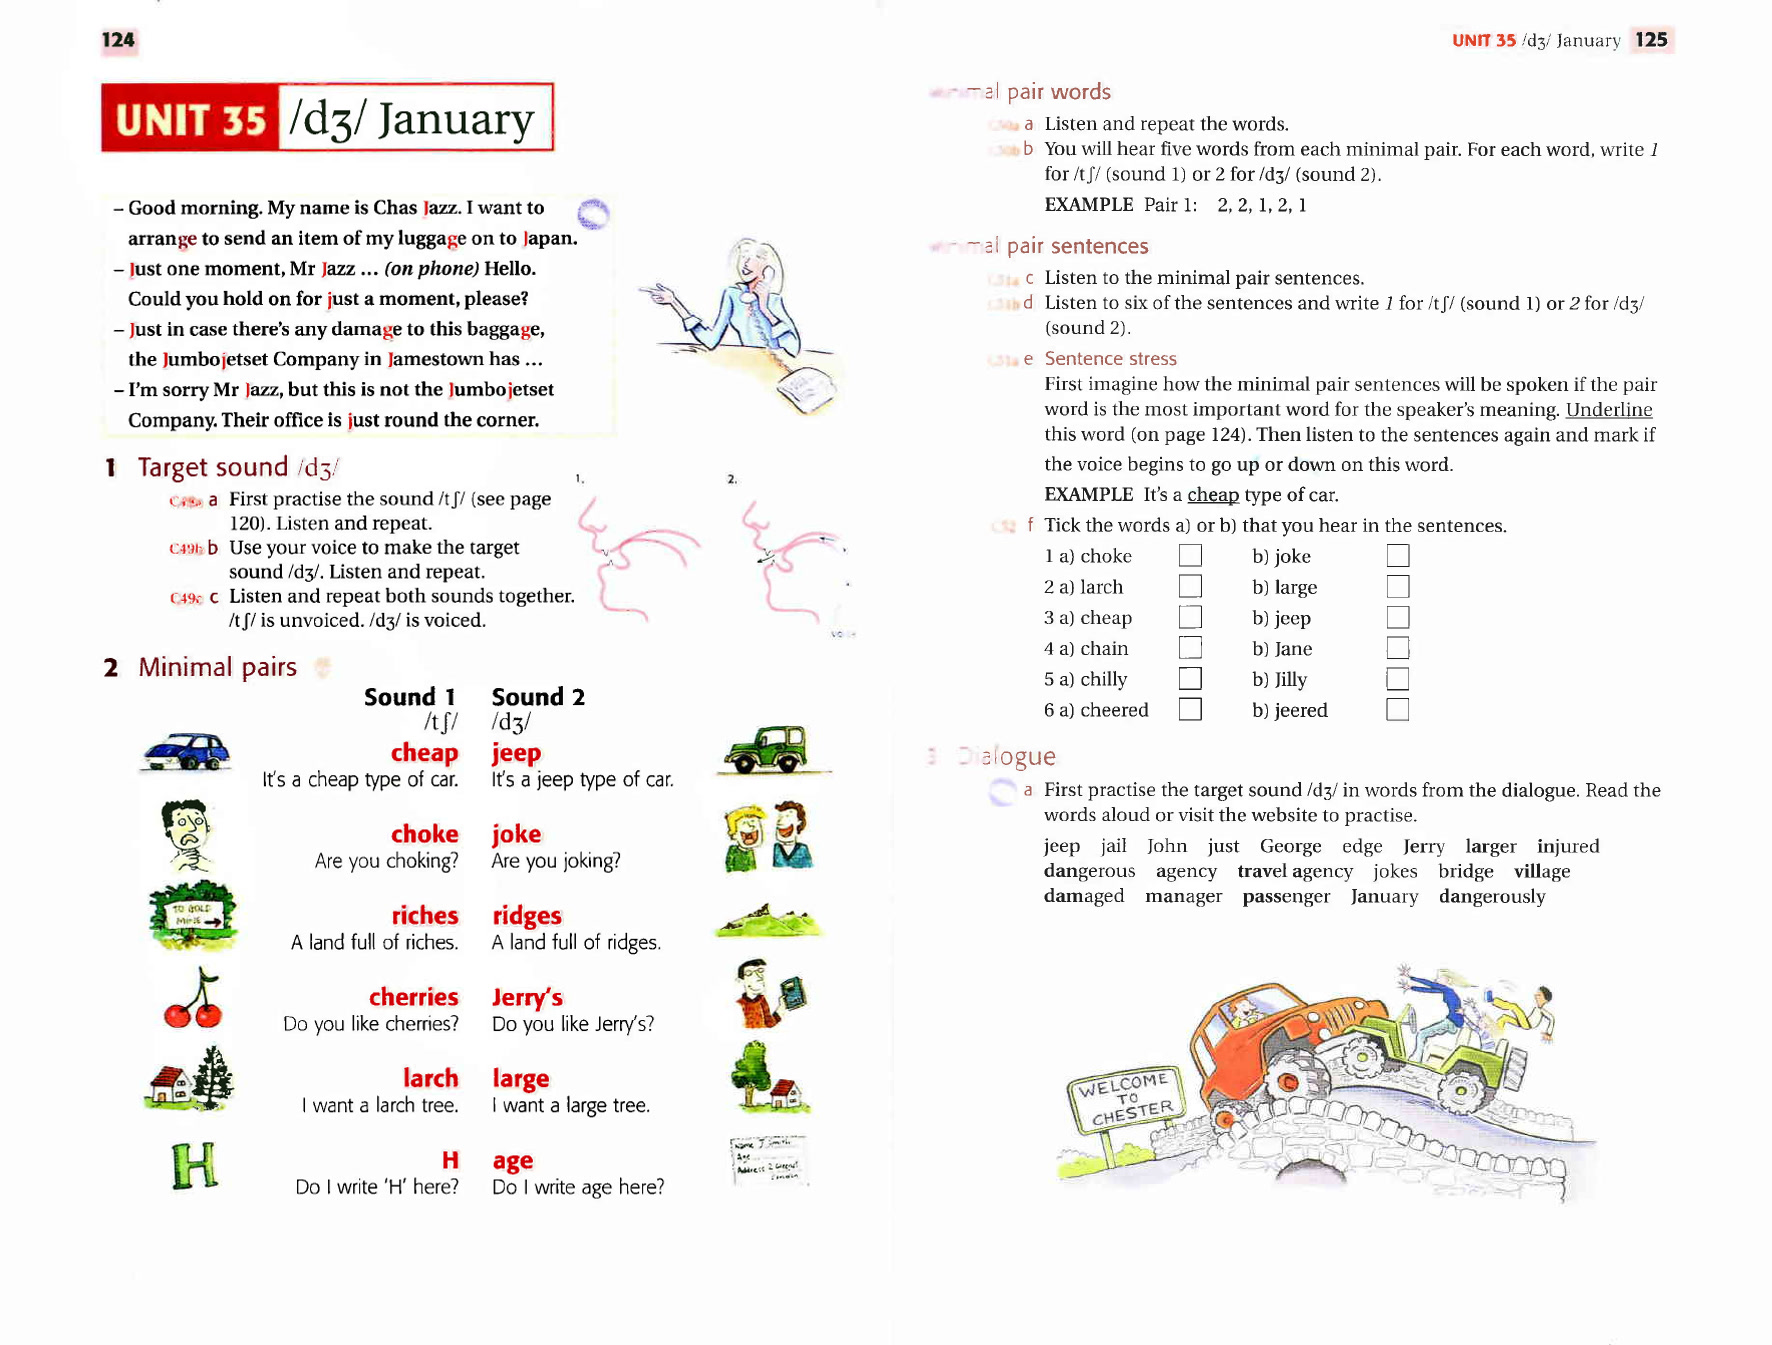 124
UNIT 35 /dʒ/ January
– Good morning. My name is Chas Jazz. I want to
arrange to send an item of my luggage on to Japan.
– Just one moment, Mr Jazz ... (on phone) Hello.
Could you hold on for just a moment, please?
– Just in case there's any damage to this baggage,
the Jumbojetset Company in Jamestown has ...
– I'm sorry Mr Jazz, but this is not the Jumbojetset
Company. Their office is just round the corner.
1 Target sound /dʒ/
C49a a First practise the sound /tʃ/ (see page
120). Listen and repeat.
C49b b Use your voice to make the target
sound /dʒ/. Listen and repeat.
C49c c Listen and repeat both sounds together.
/tʃ/ is unvoiced. /dʒ/ is voiced.
1.
2.
2 Minimal pairs
Sound 1 Sound 2
/tʃ/ /dʒ/
cheap jeep
It's a cheap type of car. It's a jeep type of car.
choke joke
Are you choking? Are you joking?
TO GOLD
MINE
riches ridges
A land full of riches. A land full of ridges.
cherries Jerry's
Do you like cherries? Do you like Jerry's?
larch large
I want a larch tree. I want a large tree.
H
H age
Do I write 'H' here? Do I write age here?
Name J. Smith
Age
Address 2
UNIT 35 /dʒ/ January 125
al pair words
a Listen and repeat the words.
b You will hear five words from each minimal pair. For each word, write 1
for /tʃ/ (sound 1) or 2 for /dʒ/ (sound 2).
EXAMPLE Pair 1: 2, 2, 1, 2, 1
al pair sentences
c Listen to the minimal pair sentences.
d Listen to six of the sentences and write 1 for /tʃ/ (sound 1) or 2 for /dʒ/
(sound 2).
e Sentence stress
First imagine how the minimal pair sentences will be spoken if the pair
word is the most important word for the speaker's meaning. Underline
this word (on page 124). Then listen to the sentences again and mark if
the voice begins to go up or down on this word.
EXAMPLE It's a cheap type of car.
f Tick the words a) or b) that you hear in the sentences.
1 a) choke b) joke
2 a) larch b) large
3 a) cheap b) jeep
4 a) chain b) Jane
5 a) chilly b) Jilly
6 a) cheered b) jeered
3 Dialogue
a First practise the target sound /dʒ/ in words from the dialogue. Read the
words aloud or visit the website to practise.
jeep jail John just George edge Jerry larger injured
dangerous agency travel agency jokes bridge village
damaged manager passenger January dangerously
WELCOME
TO
CHESTER